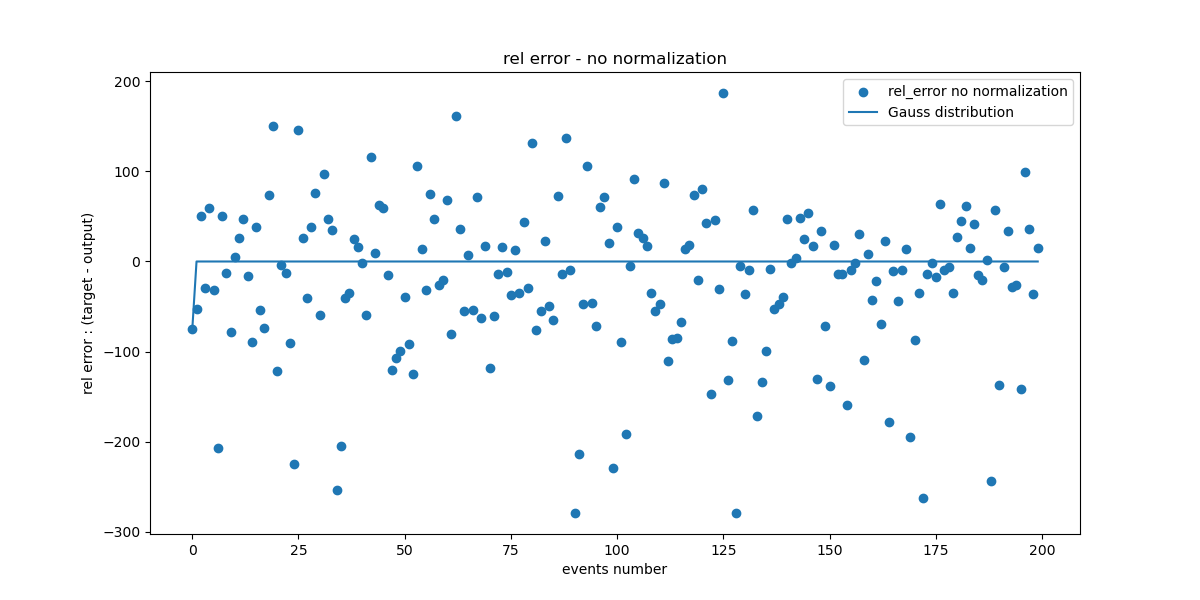 rel error - no normalization
rel_error no normalization
Gauss distribution
200
100
0
−100
−200
−300
rel error : (target - output)
0 25 50 75 100 125 150 175 200
events number